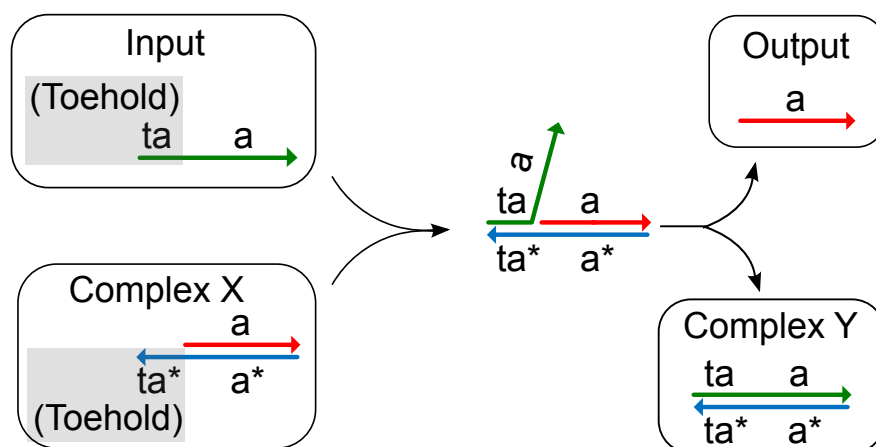 Input
(Toehold)
ta a
Complex X
a
ta* a*
(Toehold)
a
ta a
ta* a*
Output
a
Complex Y
ta a
ta* a*